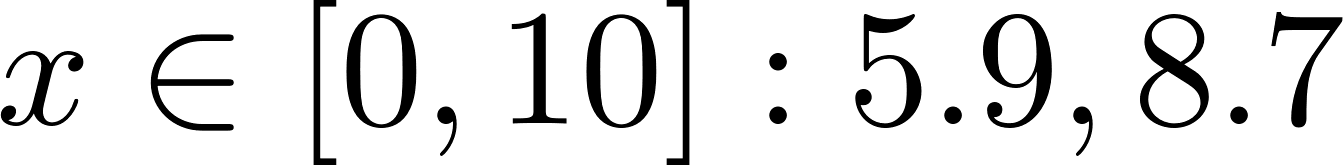 x ∈ [0, 10] : 5.9, 8.7